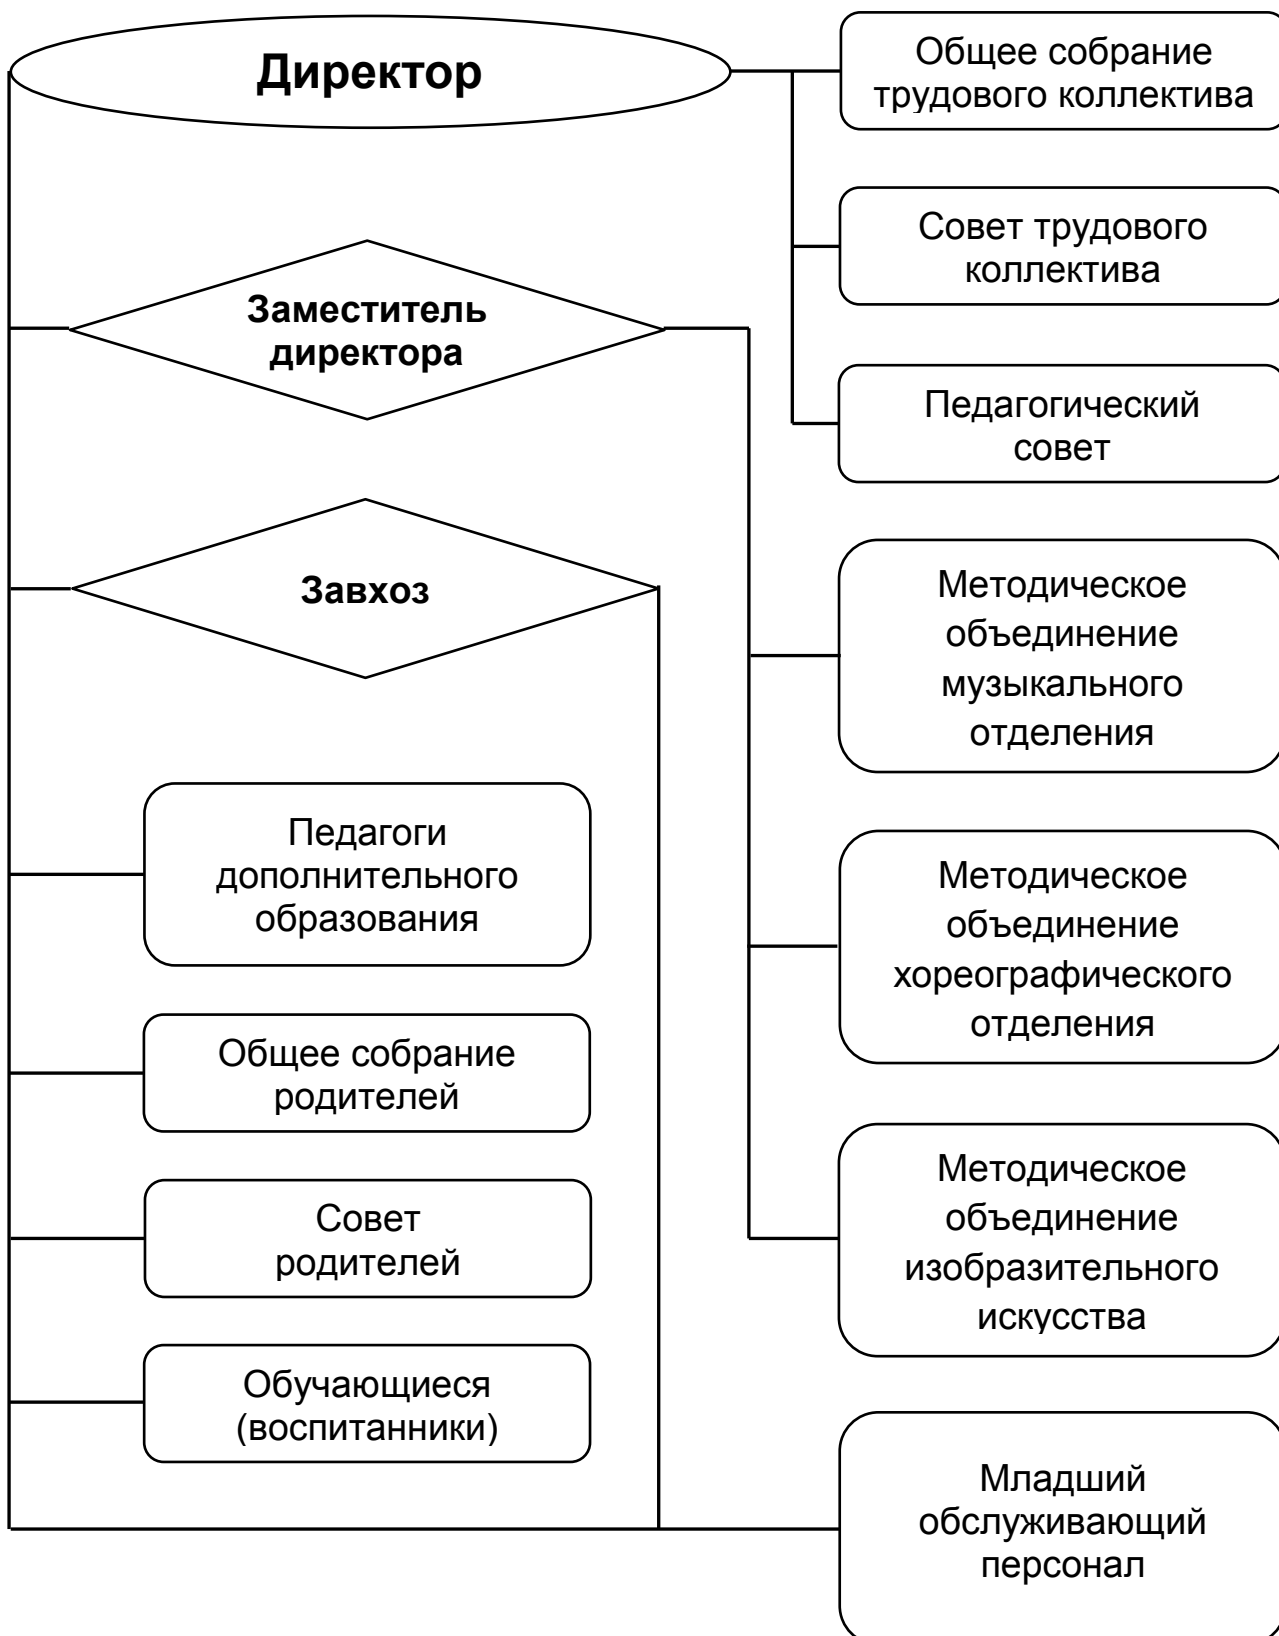 Директор
Общее собрание
трудового коллектива
Совет трудового
коллектива
Заместитель
директора
Педагогический
совет
Завхоз
Методическое
объединение
музыкального
отделения
Педагоги
дополнительного
образования
Методическое
объединение
хореографического
отделения
Общее собрание
родителей
Методическое
объединение
изобразительного
искусства
Совет
родителей
Обучающиеся
(воспитанники)
Младший
обслуживающий
персонал